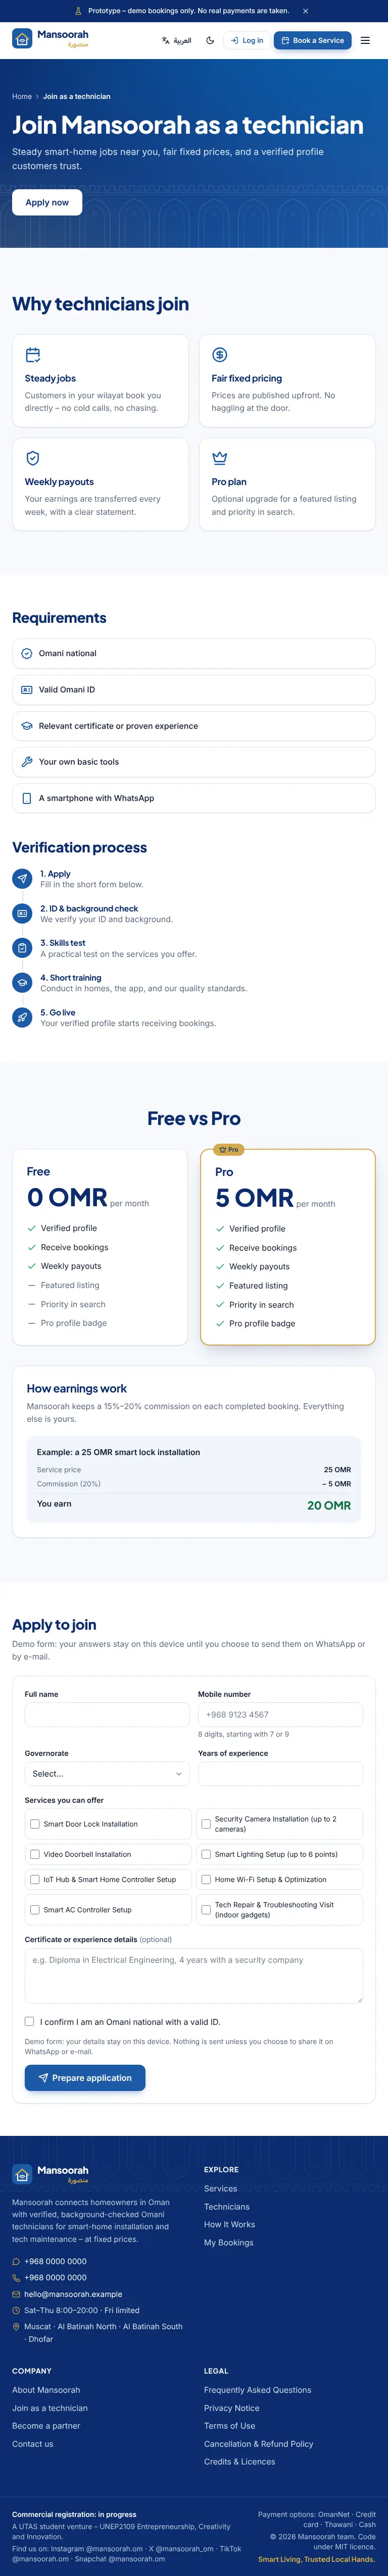 Prototype – demo bookings only. No real payments are taken.
Mansoorah
منصورة
العربية
Log in
Book a Service
Home > Join as a technician
Join Mansoorah as a technician
Steady smart-home jobs near you, fair fixed prices, and a verified profile
customers trust.
Apply now
Why technicians join
Steady jobs
Customers in your wilayat book you
directly – no cold calls, no chasing.
Fair fixed pricing
Prices are published upfront. No
haggling at the door.
Weekly payouts
Your earnings are transferred every
week, with a clear statement.
Pro plan
Optional upgrade for a featured listing
and priority in search.
Requirements
Omani national
Valid Omani ID
Relevant certificate or proven experience
Your own basic tools
A smartphone with WhatsApp
Verification process
1. Apply
Fill in the short form below.
2. ID & background check
We verify your ID and background.
3. Skills test
A practical test on the services you offer.
4. Short training
Conduct in homes, the app, and our quality standards.
5. Go live
Your verified profile starts receiving bookings.
Free vs Pro
Free
0 OMR per month
Verified profile
Receive bookings
Weekly payouts
Featured listing
Priority in search
Pro profile badge
Pro
Pro
5 OMR per month
Verified profile
Receive bookings
Weekly payouts
Featured listing
Priority in search
Pro profile badge
How earnings work
Mansoorah keeps a 15%–20% commission on each completed booking. Everything
else is yours.
Example: a 25 OMR smart lock installation
Service price 25 OMR
Commission (20%) − 5 OMR
You earn 20 OMR
Apply to join
Demo form: your answers stay on this device until you choose to send them on WhatsApp or
by e-mail.
Full name
Mobile number
+968 9123 4567
8 digits, starting with 7 or 9
Governorate
Select...
Years of experience
Services you can offer
Smart Door Lock Installation
Security Camera Installation (up to 2
cameras)
Video Doorbell Installation
Smart Lighting Setup (up to 6 points)
IoT Hub & Smart Home Controller Setup
Home Wi-Fi Setup & Optimization
Smart AC Controller Setup
Tech Repair & Troubleshooting Visit
(indoor gadgets)
Certificate or experience details (optional)
e.g. Diploma in Electrical Engineering, 4 years with a security company
I confirm I am an Omani national with a valid ID.
Demo form: your details stay on this device. Nothing is sent unless you choose to share it on
WhatsApp or e-mail.
Prepare application
Mansoorah
منصورة
Mansoorah connects homeowners in Oman
with verified, background-checked Omani
technicians for smart-home installation and
tech maintenance – at fixed prices.
+968 0000 0000
+968 0000 0000
hello@mansoorah.example
Sat–Thu 8:00–20:00 · Fri limited
Muscat · Al Batinah North · Al Batinah South
· Dhofar
EXPLORE
Services
Technicians
How It Works
My Bookings
COMPANY
About Mansoorah
Join as a technician
Become a partner
Contact us
LEGAL
Frequently Asked Questions
Privacy Notice
Terms of Use
Cancellation & Refund Policy
Credits & Licences
Commercial registration: in progress
A UTAS student venture – UNEP2109 Entrepreneurship, Creativity
and Innovation.
Find us on: Instagram @mansoorah.om · X @mansoorah_om · TikTok
@mansoorah.om · Snapchat @mansoorah.om
Payment options: OmanNet · Credit
card · Thawani · Cash
© 2026 Mansoorah team. Code
under MIT licence.
Smart Living, Trusted Local Hands.